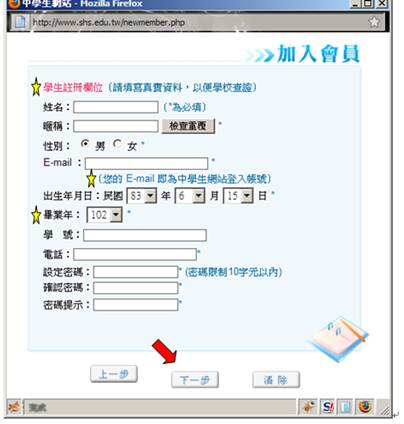 中學生網站 - Mozilla Firefox
http://www.shs.edu.tw/newmember.php
>>>加入會員
學生註冊欄位〔請填寫真實資料，以便學校查證〕
姓名：〔*為必填〕
暱稱： 檢查重覆 *
性別： 男 女 *
E-mail： *
〔您的 E-mail 即為中學生網站登入帳號〕
出生年月日：民國 83 年 6 月 15 日 *
畢業年： 102 *
學 號：
電話： *
設定密碼： * (密碼限制10字元以內)
確認密碼： *
密碼提示： *
上一步 下一步 清 除
完成